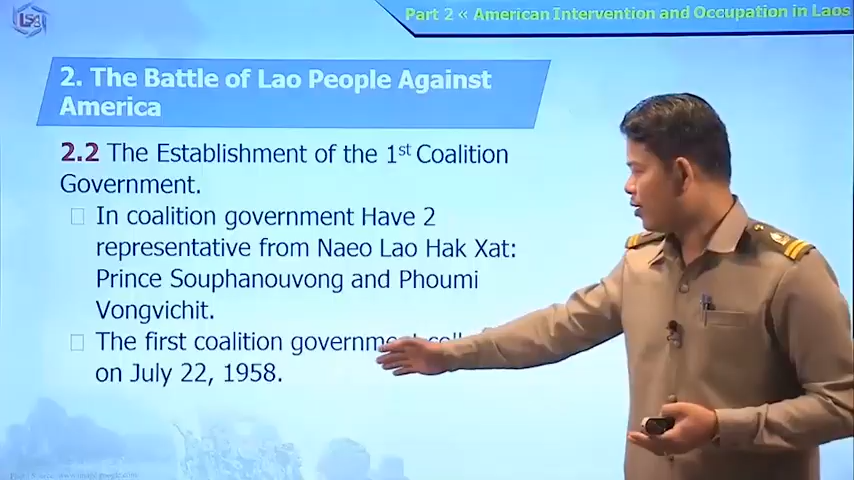 LS3
Part 2 « American Intervention and Occupation in Laos
2. The Battle of Lao People Against
America
2.2 The Establishment of the 1st Coalition
Government.
In coalition government Have 2
representative from Naeo Lao Hak Xat:
Prince Souphanouvong and Phoumi
Vongvichit.
The first coalition government
on July 22, 1958.